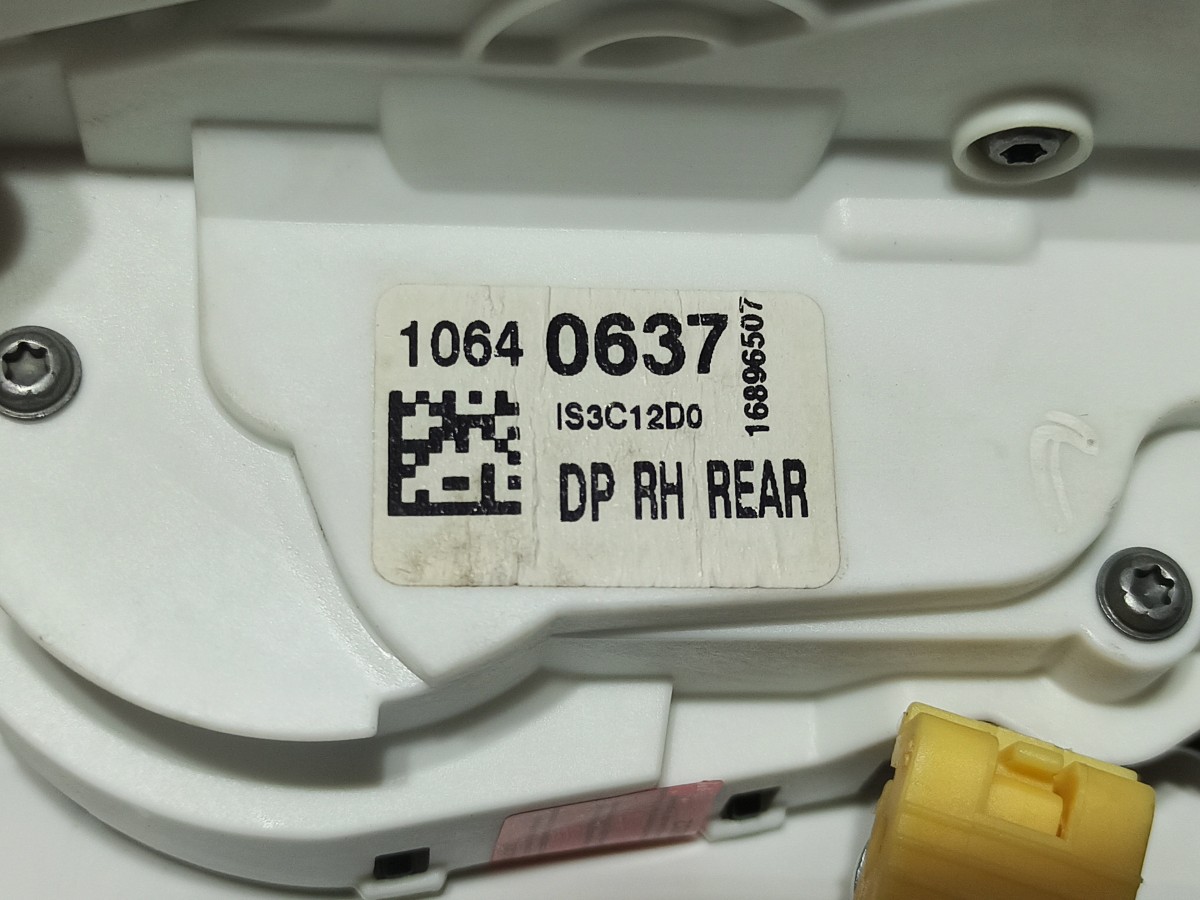 1064 0637
16896507
IS3C12D0
DP RH REAR